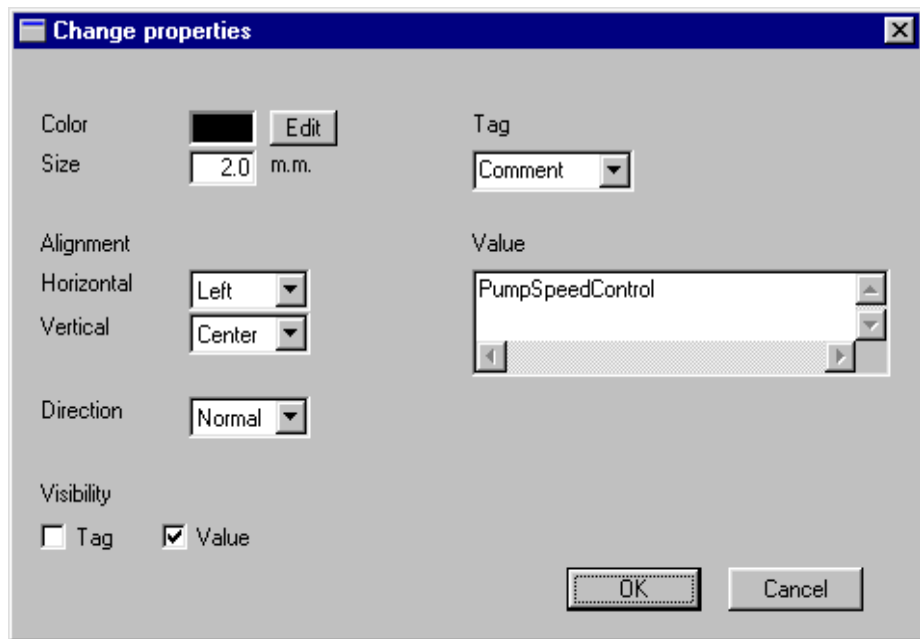 Change properties
Color
Edit
Size
2.0 m.m.
Alignment
Horizontal
Left
Vertical
Center
Direction
Normal
Visibility
Tag
Value
Tag
Comment
Value
PumpSpeedControl
OK
Cancel